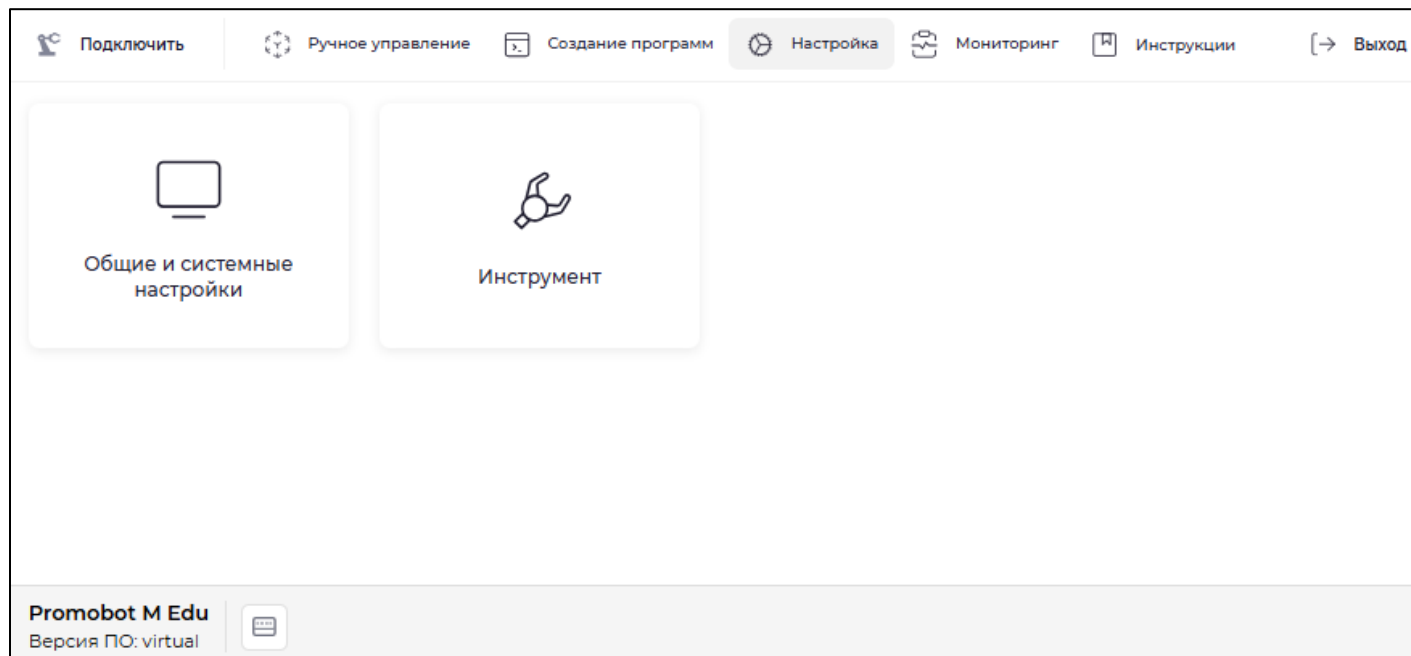 Подключить
Ручное управление
Создание программ
Настройка
Мониторинг
Инструкции
Выход
Общие и системные
настройки
Инструмент
Promobot M Edu
Версия ПО: virtual